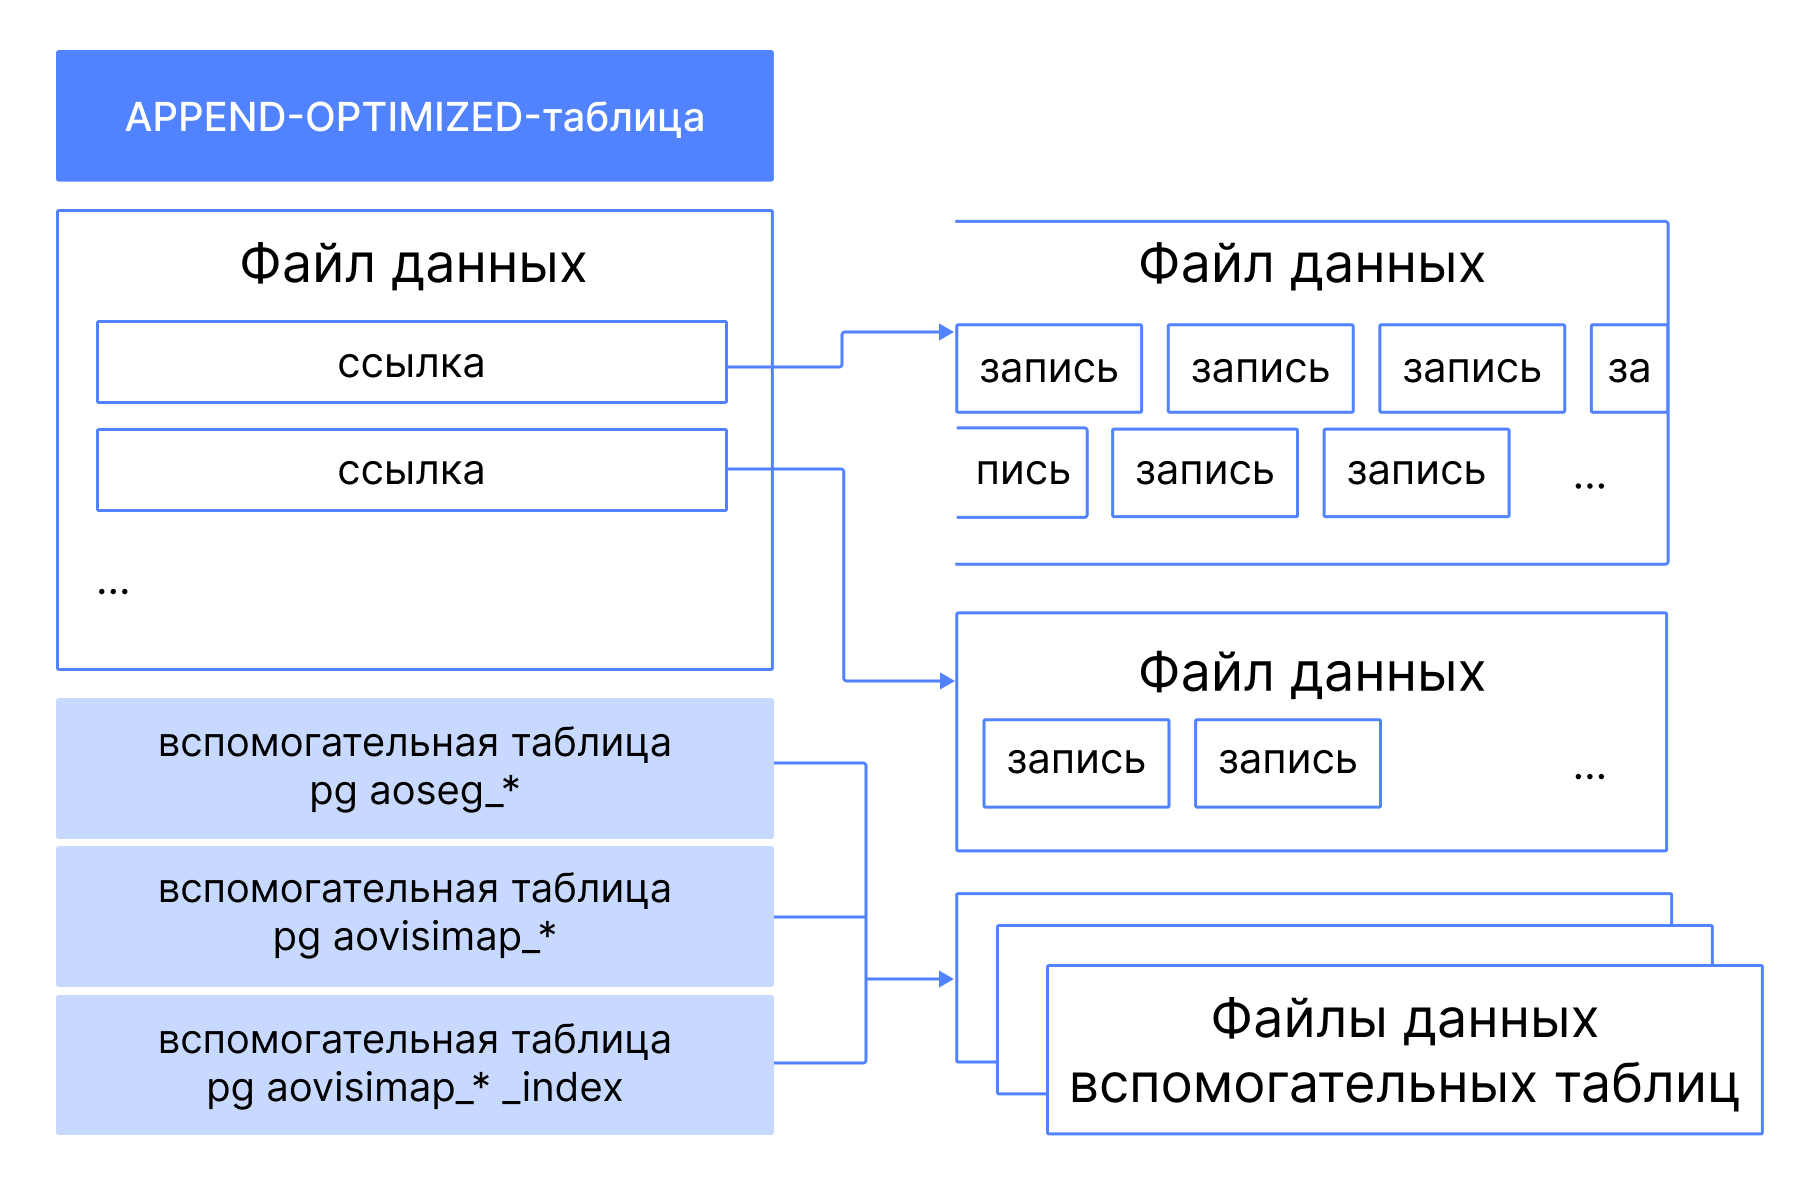 APPEND-OPTIMIZED-таблица
Файл данных
ссылка
ссылка
...
вспомогательная таблица
pg aoseg_*
вспомогательная таблица
pg aovisimap_*
вспомогательная таблица
pg aovisimap_* _index
Файл данных
запись запись запись за
пись запись запись ...
Файл данных
запись запись ...
Файлы данных
вспомогательных таблиц